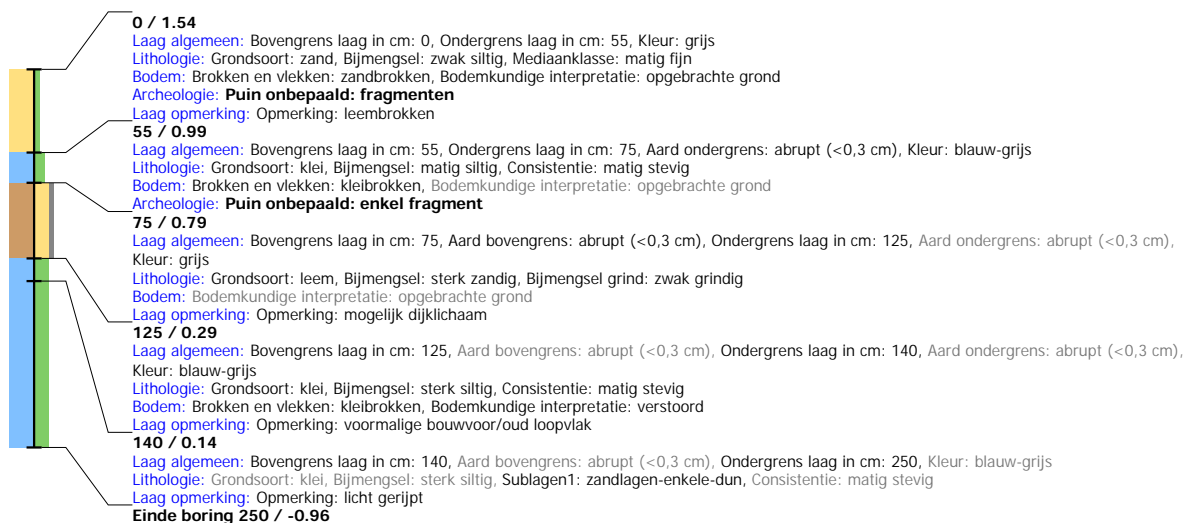 0 / 1.54
Laag algemeen: Bovengrens laag in cm: 0, Ondergrens laag in cm: 55, Kleur: grijs
Lithologie: Grondsoort: zand, Bijmengsel: zwak siltig, Mediaanklasse: matig fijn
Bodem: Brokken en vlekken: zandbrokken, Bodemkundige interpretatie: opgebrachte grond
Archeologie: Puin onbepaald: fragmenten
Laag opmerking: Opmerking: leembrokken
55 / 0.99
Laag algemeen: Bovengrens laag in cm: 55, Ondergrens laag in cm: 75, Aard ondergrens: abrupt (<0,3 cm), Kleur: blauw-grijs
Lithologie: Grondsoort: klei, Bijmengsel: matig siltig, Consistentie: matig stevig
Bodem: Brokken en vlekken: kleibrokken, Bodemkundige interpretatie: opgebrachte grond
Archeologie: Puin onbepaald: enkel fragment
75 / 0.79
Laag algemeen: Bovengrens laag in cm: 75, Aard bovengrens: abrupt (<0,3 cm), Ondergrens laag in cm: 125, Aard ondergrens: abrupt (<0,3 cm),
Kleur: grijs
Lithologie: Grondsoort: leem, Bijmengsel: sterk zandig, Bijmengsel grind: zwak grindig
Bodem: Bodemkundige interpretatie: opgebrachte grond
Laag opmerking: Opmerking: mogelijk dijklichaam
125 / 0.29
Laag algemeen: Bovengrens laag in cm: 125, Aard bovengrens: abrupt (<0,3 cm), Ondergrens laag in cm: 140, Aard ondergrens: abrupt (<0,3 cm),
Kleur: blauw-grijs
Lithologie: Grondsoort: klei, Bijmengsel: sterk siltig, Consistentie: matig stevig
Bodem: Brokken en vlekken: kleibrokken, Bodemkundige interpretatie: verstoord
Laag opmerking: Opmerking: voormalige bouwvoor/oud loopvlak
140 / 0.14
Laag algemeen: Bovengrens laag in cm: 140, Aard bovengrens: abrupt (<0,3 cm), Ondergrens laag in cm: 250, Kleur: blauw-grijs
Lithologie: Grondsoort: klei, Bijmengsel: sterk siltig, Sublagen1: zandlagen-enkele-dun, Consistentie: matig stevig
Laag opmerking: Opmerking: licht gerijpt
Einde boring 250 / -0.96